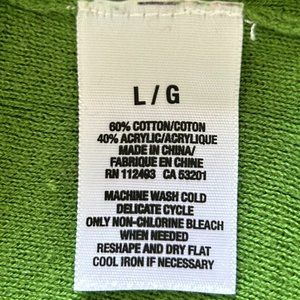 L / G
60% COTTON/COTON
40% ACRYLIC/ACRYLIQUE
MADE IN CHINA/
FABRIQUE EN CHINE
RN 112493 CA 53201
MACHINE WASH COLD
DELICATE CYCLE
ONLY NON-CHLORINE BLEACH
WHEN NEEDED
RESHAPE AND DRY FLAT
COOL IRON IF NECESSARY